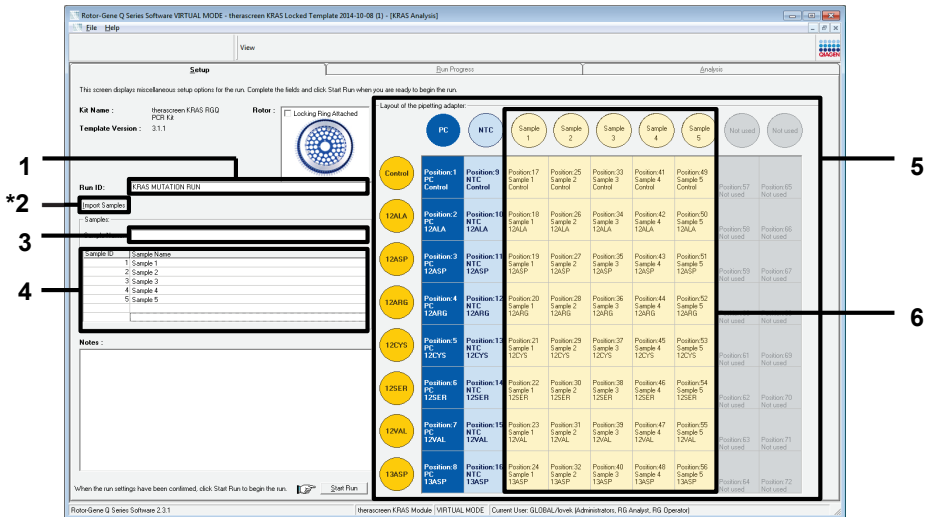 Rotor-Gene Q Series Software VIRTUAL MODE - therascreen KRAS Locked Template 2014-10-08 (1) - [KRAS Analysis]
File Help
View
QIAGEN
Setup
Run Progress
Analysis
This screen displays miscellaneous setup options for the run. Complete the fields and click Start Run when you are ready to begin the run.
Kit Name : therascreen KRAS RGQ PCR Kit
Template Version : 3.1.1
Rotor :
Locking Ring Attached
1
Run ID: KRAS MUTATION RUN
*2
Import Samples
Samples:
3
4
Sample ID Sample Name
1 Sample 1
2 Sample 2
3 Sample 3
4 Sample 4
5 Sample 5
Notes :
When the run settings have been confirmed, click Start Run to begin the run.
Start Run
Layout of the pipetting adapter:
5
6
PC NTC Sample 1 Sample 2 Sample 3 Sample 4 Sample 5 Not used Not used
Control
Position:1 Position:9 Position:17 Position:25 Position:33 Position:41 Position:49
PC NTC Sample 1 Sample 2 Sample 3 Sample 4 Sample 5 Position:57 Position:65
Control Control Control Control Control Control Control Not used Not used
12ALA
Position:2 Position:10 Position:18 Position:26 Position:34 Position:42 Position:50
PC NTC Sample 1 Sample 2 Sample 3 Sample 4 Sample 5 Position:58 Position:66
12ALA 12ALA 12ALA 12ALA 12ALA 12ALA 12ALA Not used Not used
12ASP
Position:3 Position:11 Position:19 Position:27 Position:35 Position:43 Position:51
PC NTC Sample 1 Sample 2 Sample 3 Sample 4 Sample 5 Position:59 Position:67
12ASP 12ASP 12ASP 12ASP 12ASP 12ASP 12ASP Not used Not used
12ARG
Position:4 Position:12 Position:20 Position:28 Position:36 Position:44 Position:52
PC NTC Sample 1 Sample 2 Sample 3 Sample 4 Sample 5
12ARG 12ARG 12ARG 12ARG 12ARG 12ARG 12ARG Not used Not used
12CYS
Position:5 Position:13 Position:21 Position:29 Position:37 Position:45 Position:53
PC NTC Sample 1 Sample 2 Sample 3 Sample 4 Sample 5 Position:61 Position:69
12CYS 12CYS 12CYS 12CYS 12CYS 12CYS 12CYS Not used Not used
12SER
Position:6 Position:14 Position:22 Position:30 Position:38 Position:46 Position:54
PC NTC Sample 1 Sample 2 Sample 3 Sample 4 Sample 5 Position:62 Position:70
12SER 12SER 12SER 12SER 12SER 12SER 12SER Not used Not used
12VAL
Position:7 Position:15 Position:23 Position:31 Position:39 Position:47 Position:55
PC NTC Sample 1 Sample 2 Sample 3 Sample 4 Sample 5 Position:63 Position:71
12VAL 12VAL 12VAL 12VAL 12VAL 12VAL 12VAL Not used Not used
13ASP
Position:8 Position:16 Position:24 Position:32 Position:40 Position:48 Position:56
PC NTC Sample 1 Sample 2 Sample 3 Sample 4 Sample 5 Position:64 Position:72
13ASP 13ASP 13ASP 13ASP 13ASP 13ASP 13ASP Not used Not used
Rotor-Gene Q Series Software 2.3.1
therascreen KRAS Module VIRTUAL MODE Current User: GLOBAL/lovek (Administrators, RG Analyst, RG Operator)